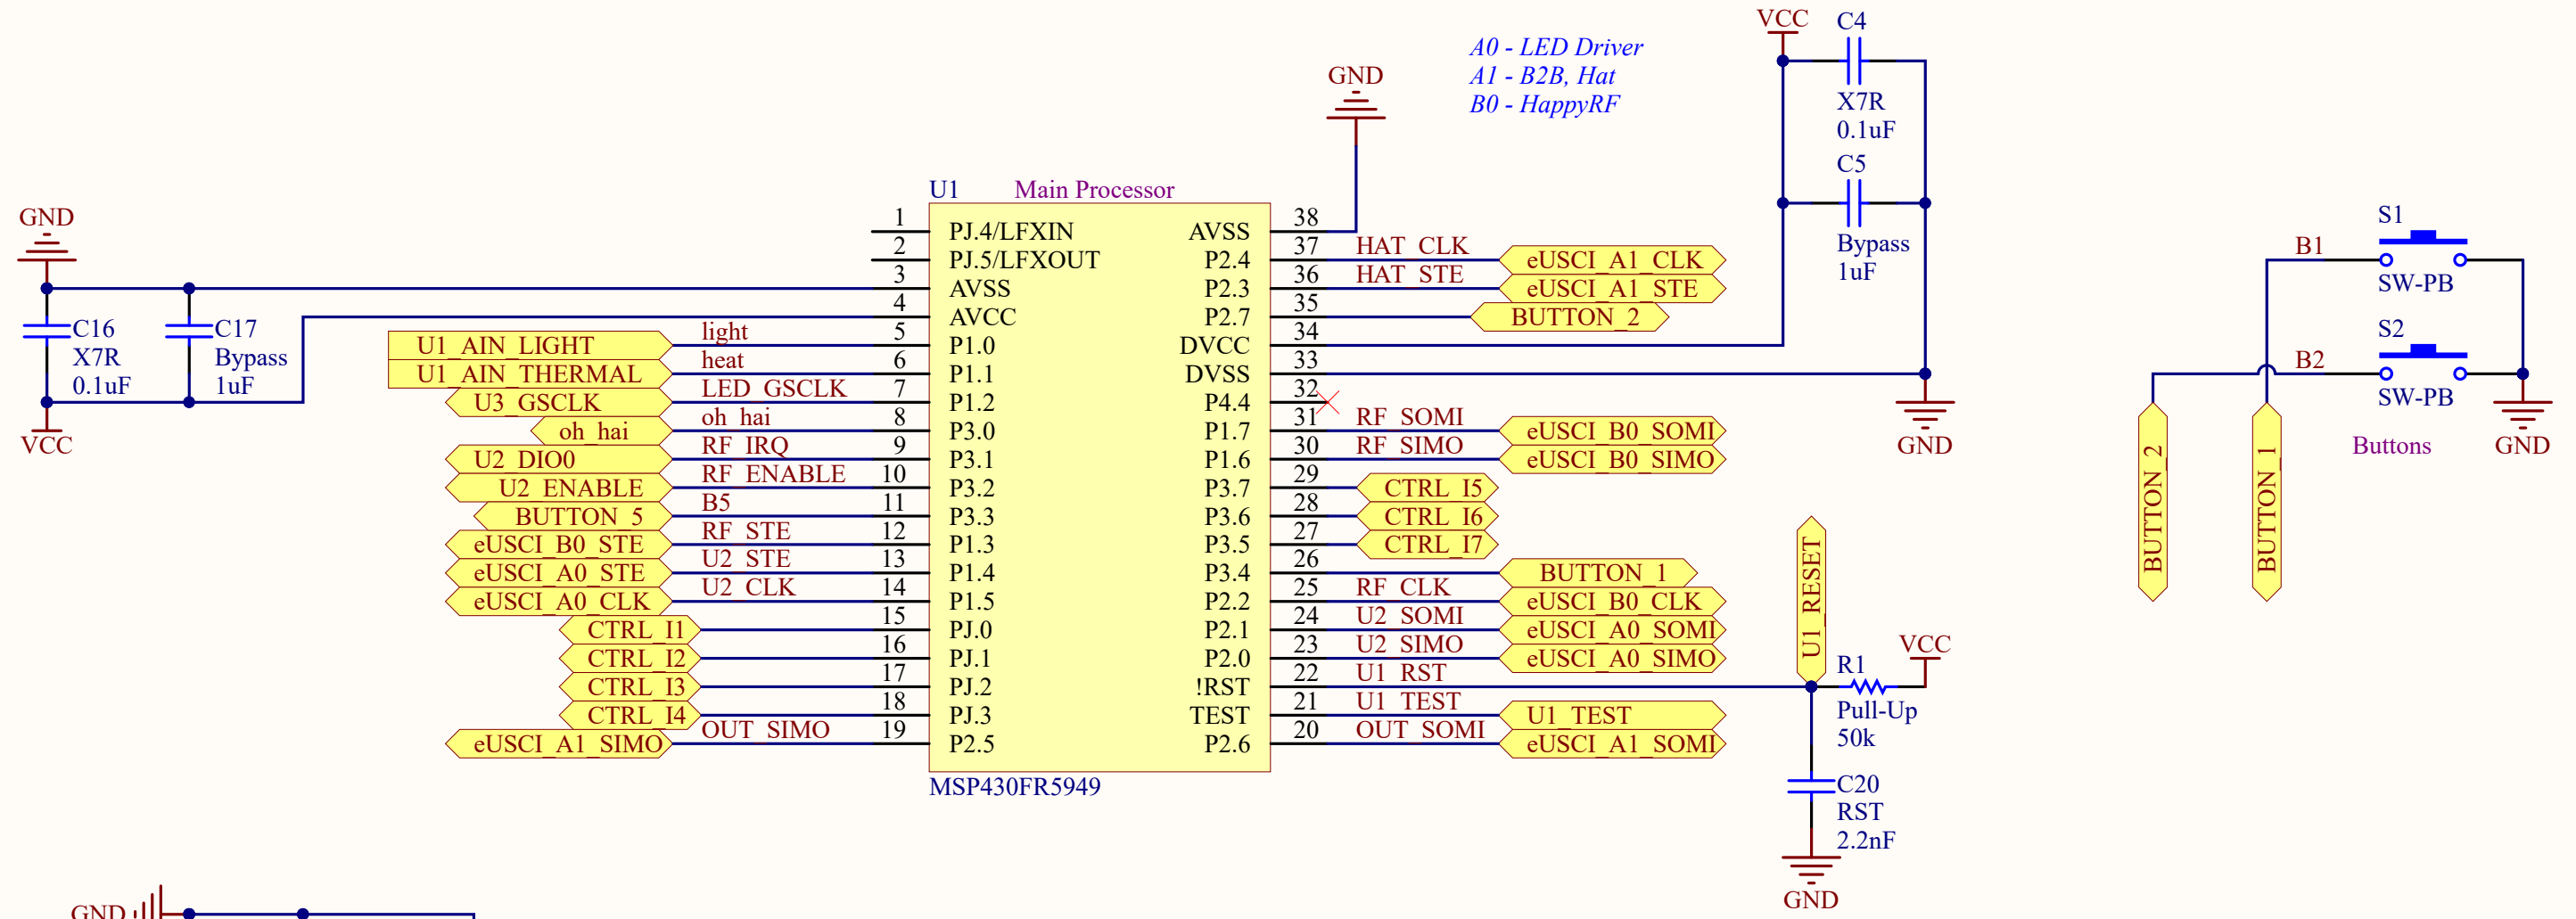 VCC
C4
X7R
0.1uF
C5
Bypass
1uF
GND
A0 - LED Driver
A1 - B2B, Hat
B0 - HappyRF
GND
GND
C16
X7R
0.1uF
C17
Bypass
1uF
VCC
U1
Main Processor
1 PJ.4/LFXIN
2 PJ.5/LFXOUT
3 AVSS
4 AVCC
U1_AIN_LIGHT light 5 P1.0
U1_AIN_THERMAL heat 6 P1.1
U3_GSCLK LED_GSCLK 7 P1.2
oh_hai oh_hai 8 P3.0
U2_DIO0 RF_IRQ 9 P3.1
U2_ENABLE RF_ENABLE 10 P3.2
BUTTON_5 B5 11 P3.3
eUSCI_B0_STE RF_STE 12 P1.3
eUSCI_A0_STE U2_STE 13 P1.4
eUSCI_A0_CLK U2_CLK 14 P1.5
CTRL_I1 15 PJ.0
CTRL_I2 16 PJ.1
CTRL_I3 17 PJ.2
CTRL_I4 18 PJ.3
eUSCI_A1_SIMO OUT_SIMO 19 P2.5
AVSS 38
P2.4 37 HAT_CLK eUSCI_A1_CLK
P2.3 36 HAT_STE eUSCI_A1_STE
P2.7 35 BUTTON_2
DVCC 34
DVSS 33
P4.4 32
P1.7 31 RF_SOMI eUSCI_B0_SOMI
P1.6 30 RF_SIMO eUSCI_B0_SIMO
P3.7 29 CTRL_I5
P3.6 28 CTRL_I6
P3.5 27 CTRL_I7
P3.4 26 BUTTON_1
P2.2 25 RF_CLK eUSCI_B0_CLK
P2.1 24 U2_SOMI eUSCI_A0_SOMI
P2.0 23 U2_SIMO eUSCI_A0_SIMO
!RST 22 U1_RST
TEST 21 U1_TEST U1_TEST
P2.6 20 OUT_SOMI eUSCI_A1_SOMI
MSP430FR5949
U1_RESET
VCC
R1
Pull-Up
50k
C20
RST
2.2nF
GND
S1
B1
SW-PB
S2
B2
SW-PB
Buttons
GND
BUTTON_2
BUTTON_1
GND